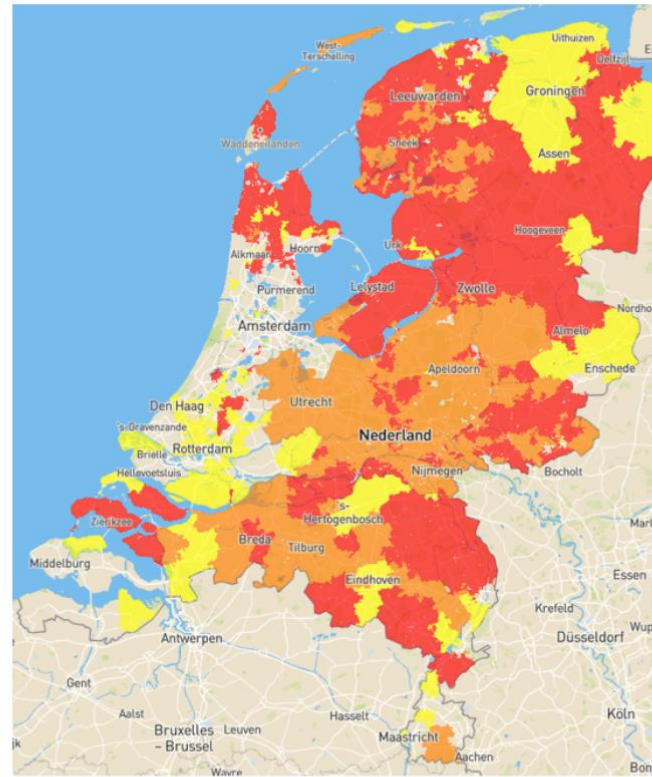 Uithuizen
West-
Terschelling
Delfzijl
Groningen
Leeuwarden
Waddeneilanden
Sneek
Assen
Hoogeveen
Urk
Hoorn
Alkmaar
Purmerend
Lelystad
Zwolle
Nordho
Amsterdam
Almelo
Apeldoorn
Enschede
Den Haag
Utrecht
's-Gravenzande
Nederland
Rotterdam
Brielle
Bocholt
Hellevoetsluis
Nijmegen
's-
Hertogenbosch
Zierikzee
Breda
Tilburg
Middelburg
Eindhoven
Essen
Krefeld
Düsseldorf
Antwerpen
Gent
Aalst
Hasselt
Köln
Bruxelles
- Brussel
Leuven
Maastricht
Aachen
Wavre
Bon